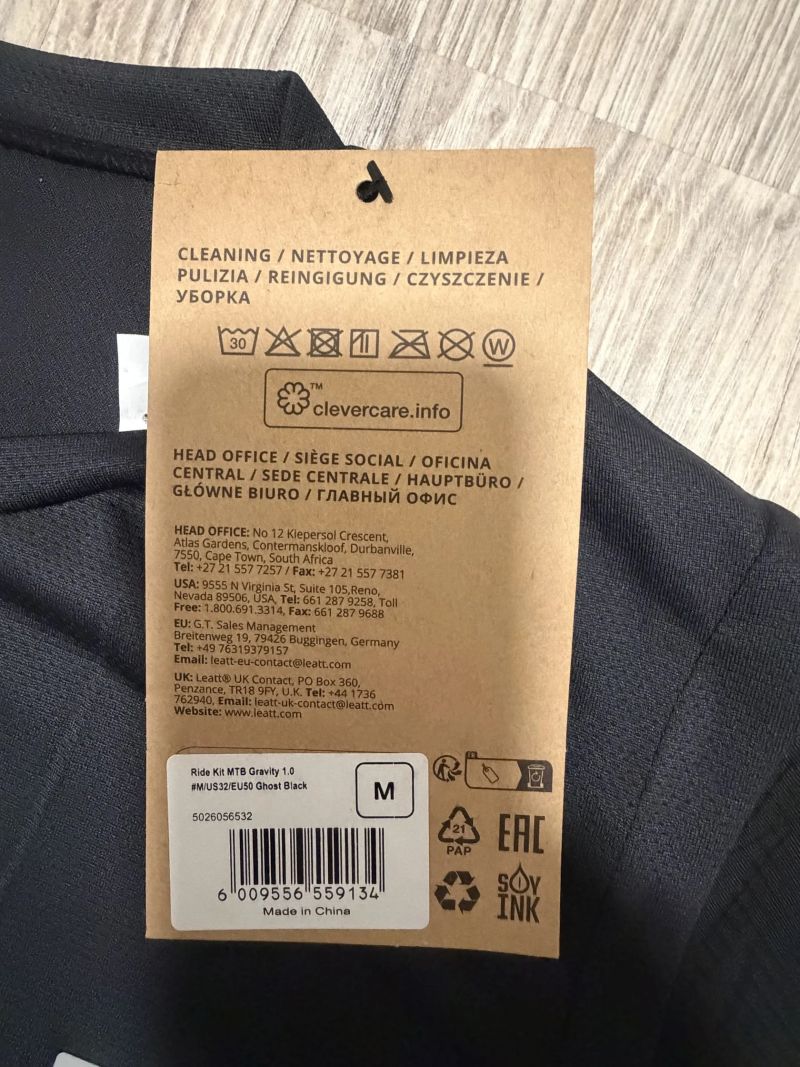 CLEANING / NETTOYAGE / LIMPIEZA
PULIZIA / REINGIGUNG / CZYSZCZENIE /
УБОРКА
30
W
™
clevercare.info
HEAD OFFICE / SIÈGE SOCIAL / OFICINA
CENTRAL / SEDE CENTRALE / HAUPTBÜRO /
GŁÓWNE BIURO / ГЛАВНЫЙ ОФИС
HEAD OFFICE: No 12 Kiepersol Crescent,
Atlas Gardens, Contermanskloof, Durbanville,
7550, Cape Town, South Africa
Tel: +27 21 557 7257 / Fax: +27 21 557 7381
USA: 9555 N Virginia St, Suite 105,Reno,
Nevada 89506, USA, Tel: 661 287 9258, Toll
Free: 1.800.691.3314, Fax: 661 287 9688
EU: G.T. Sales Management
Breitenweg 19, 79426 Buggingen, Germany
Tel: +49 76319379157
Email: leatt-eu-contact@leatt.com
UK: Leatt® UK Contact, PO Box 360,
Penzance, TR18 9FY, U.K. Tel: +44 1736
762940, Email: leatt-uk-contact@leatt.com
Website: www.leatt.com
Ride Kit MTB Gravity 1.0
#M/US32/EU50 Ghost Black
M
5026056532
6 009556 559134
Made in China
FR
21
PAP
EAC
SOY
INK